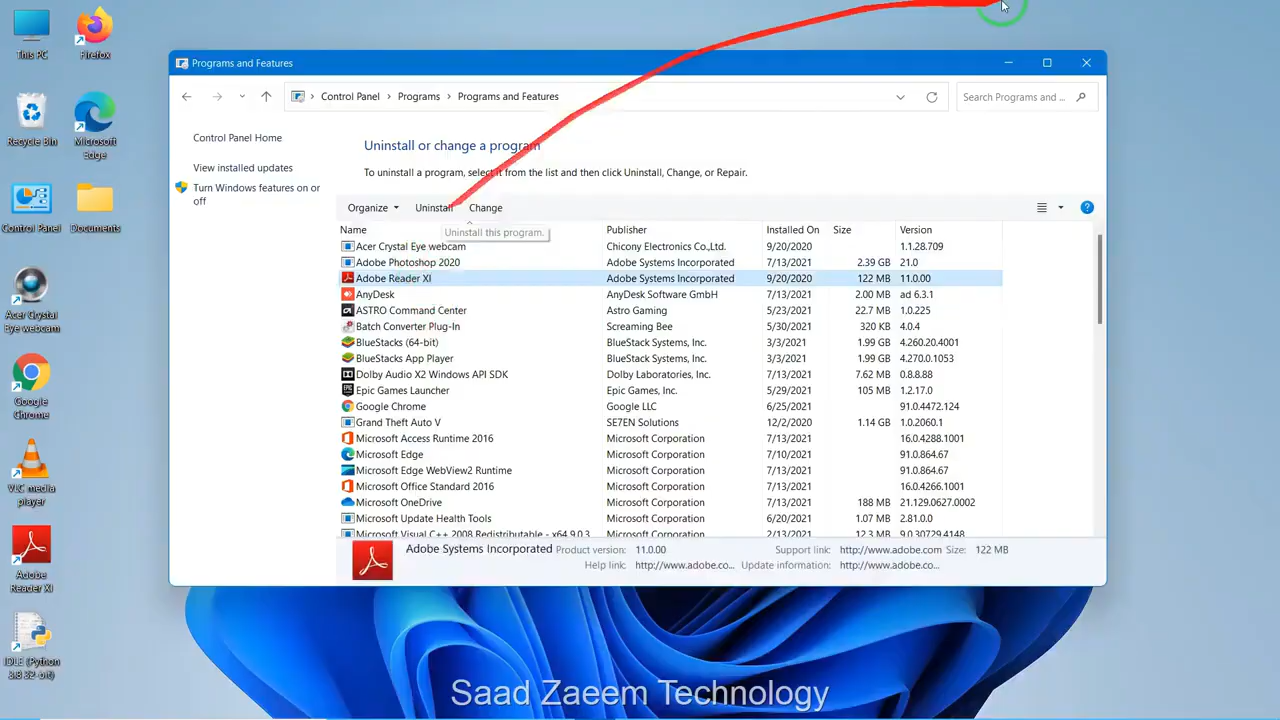 This PC
Firefox
Recycle Bin
Microsoft
Edge
Control Panel
Documents
Acer Crystal
Eye webcam
Google
Chrome
VLC media
player
Adobe
Reader XI
IDLE (Python
3.8 32-bit)
Programs and Features
Control Panel > Programs > Programs and Features
Search Programs and ...
Control Panel Home
View installed updates
Turn Windows features on or
off
Uninstall or change a program
To uninstall a program, select it from the list and then click Uninstall, Change, or Repair.
Organize Uninstall Change
Uninstall this program.
Name Publisher Installed On Size Version
Acer Crystal Eye webcam Chicony Electronics Co.,Ltd. 9/20/2020 1.1.28.709
Adobe Photoshop 2020 Adobe Systems Incorporated 7/13/2021 2.39 GB 21.0
Adobe Reader XI Adobe Systems Incorporated 9/20/2020 122 MB 11.0.00
AnyDesk AnyDesk Software GmbH 7/13/2021 2.00 MB ad 6.3.1
ASTRO Command Center Astro Gaming 5/23/2021 22.7 MB 1.0.225
Batch Converter Plug-In Screaming Bee 5/30/2021 320 KB 4.0.4
BlueStacks (64-bit) BlueStack Systems, Inc. 3/3/2021 1.99 GB 4.260.20.4001
BlueStacks App Player BlueStack Systems, Inc. 3/3/2021 1.99 GB 4.270.0.1053
Dolby Audio X2 Windows API SDK Dolby Laboratories, Inc. 7/13/2021 7.62 MB 0.8.8.88
Epic Games Launcher Epic Games, Inc. 5/29/2021 105 MB 1.2.17.0
Google Chrome Google LLC 6/25/2021 91.0.4472.124
Grand Theft Auto V SE7EN Solutions 12/2/2020 1.14 GB 1.0.2060.1
Microsoft Access Runtime 2016 Microsoft Corporation 7/13/2021 16.0.4288.1001
Microsoft Edge Microsoft Corporation 7/10/2021 91.0.864.67
Microsoft Edge WebView2 Runtime Microsoft Corporation 7/13/2021 91.0.864.67
Microsoft Office Standard 2016 Microsoft Corporation 7/13/2021 16.0.4266.1001
Microsoft OneDrive Microsoft Corporation 7/13/2021 188 MB 21.129.0627.0002
Microsoft Update Health Tools Microsoft Corporation 6/20/2021 1.07 MB 2.81.0.0
Microsoft Visual C++ 2008 Redistributable - x64 9.0.3... Microsoft Corporation 2/13/2021 12.3 MB 9.0.30729.4148
Adobe Systems Incorporated Product version: 11.0.00 Support link: http://www.adobe.com Size: 122 MB
Help link: http://www.adobe.co... Update information: http://www.adobe.co...
Saad Zaeem Technology